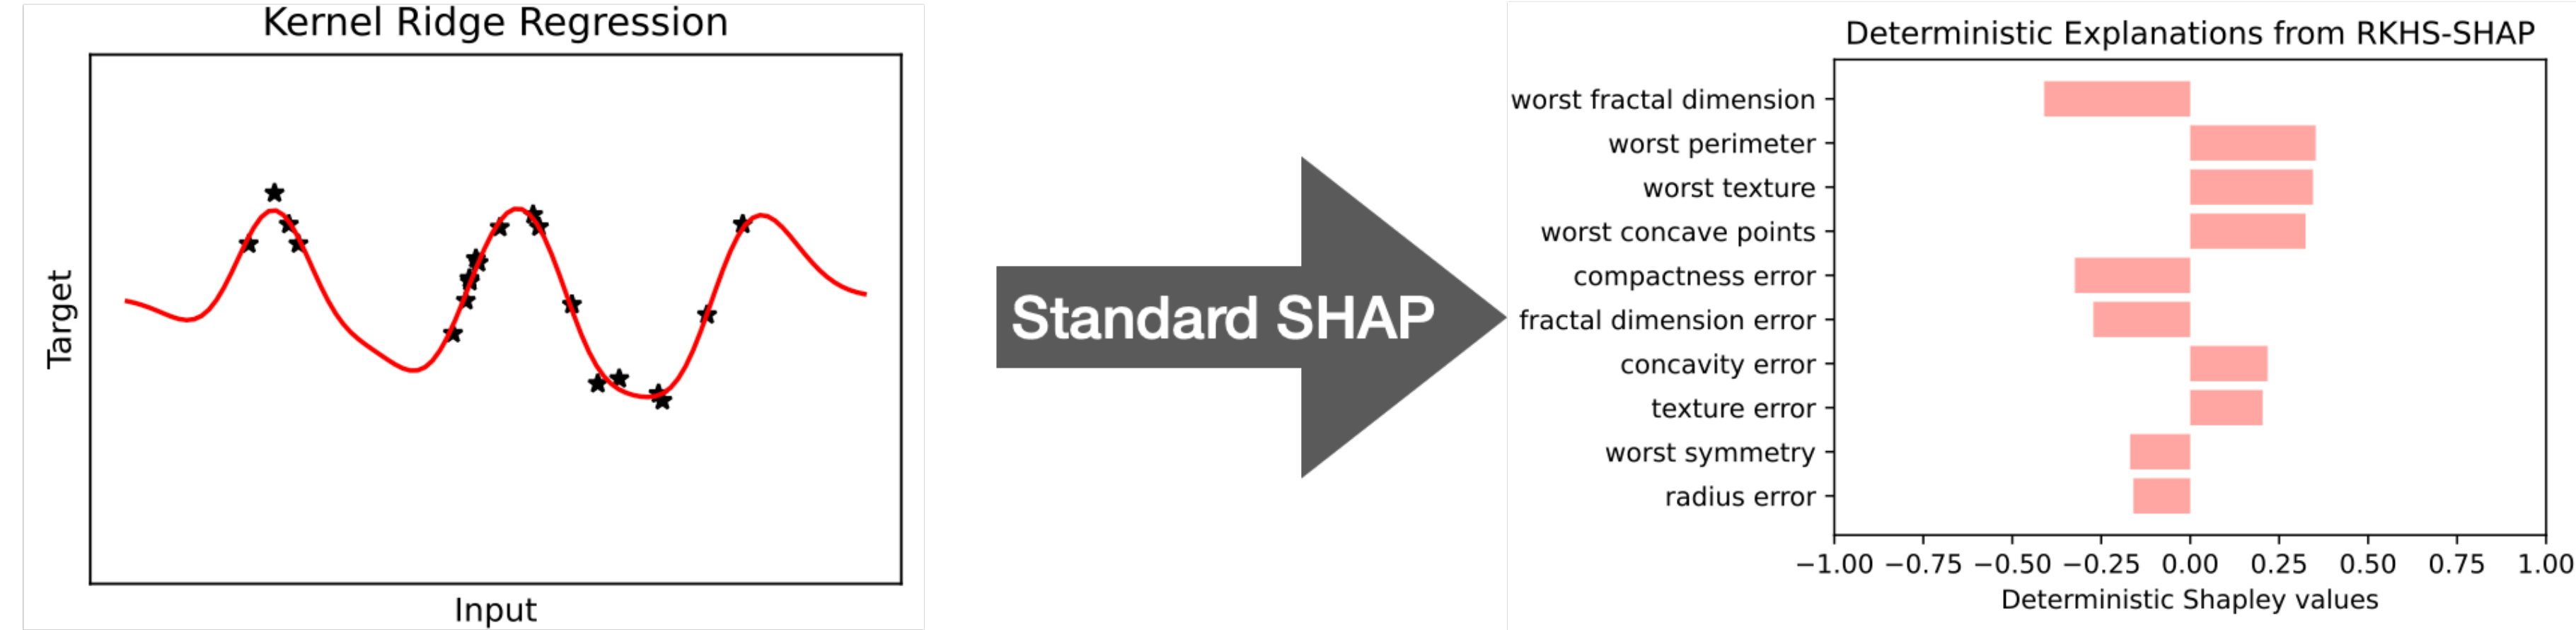 Kernel Ridge Regression
Target
Input
Standard SHAP
Deterministic Explanations from RKHS-SHAP
worst fractal dimension
worst perimeter
worst texture
worst concave points
compactness error
fractal dimension error
concavity error
texture error
worst symmetry
radius error
−1.00 −0.75 −0.50 −0.25 0.00 0.25 0.50 0.75 1.00
Deterministic Shapley values